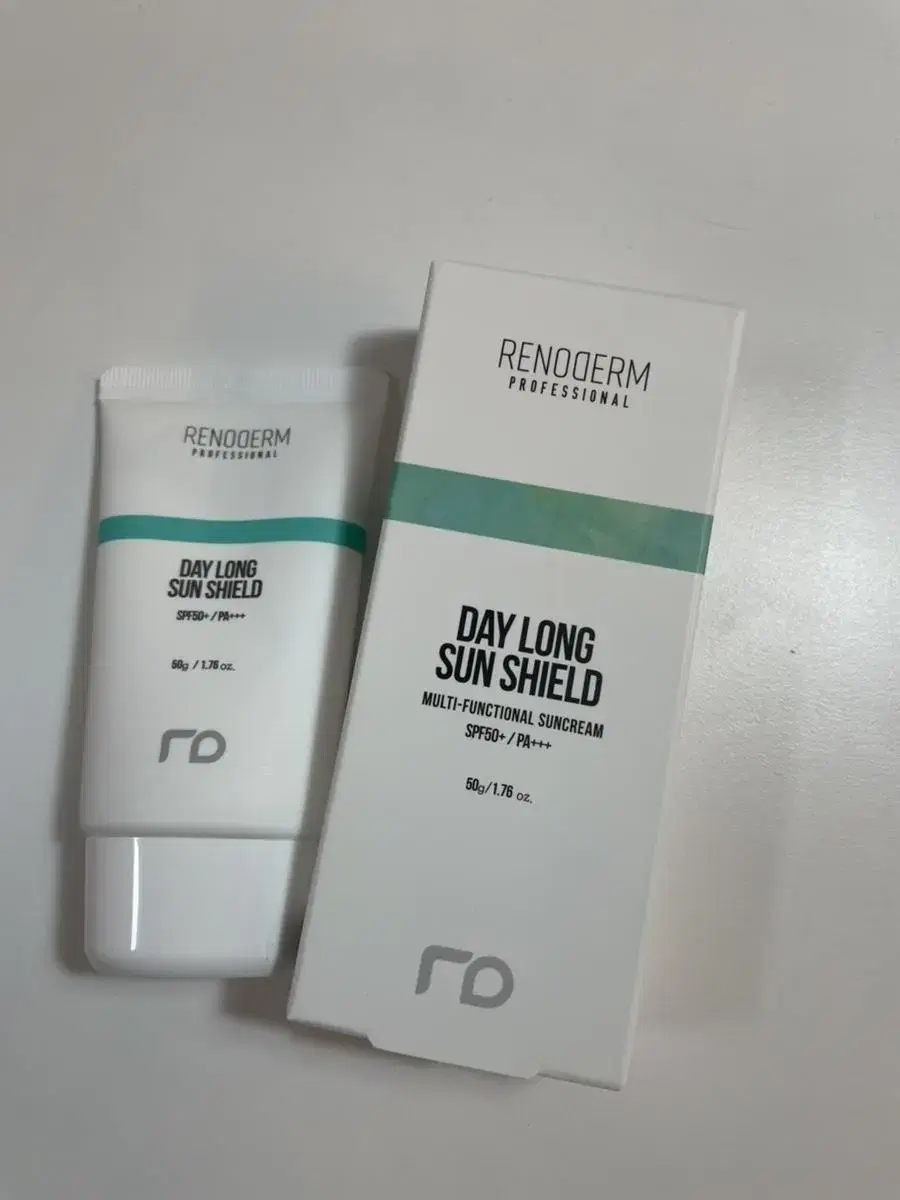 RENODERM
PROFESSIONAL
DAY LONG
SUN SHIELD
SPF50+ / PA+++
50g / 1.76 oz.
RD
RENODERM
PROFESSIONAL
DAY LONG
SUN SHIELD
MULTI-FUNCTIONAL SUNCREAM
SPF50+ / PA+++
50g/1.76 oz.
RD